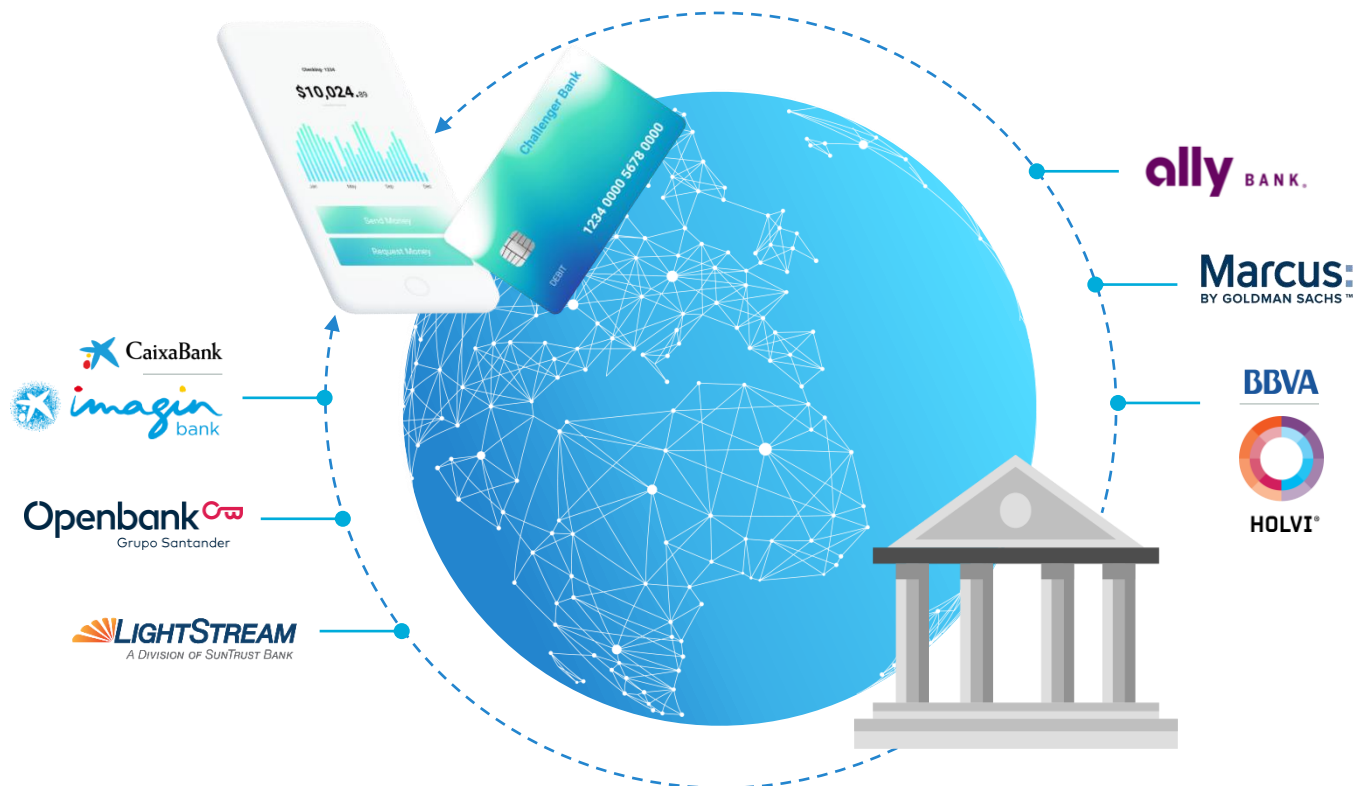 Checking 1234
$10,024.89
Jan May Sep Dec
Send Money
Request Money
Challenger Bank
1234 0000 5678 0000
DEBIT
ally BANK®
Marcus:
BY GOLDMAN SACHS™
BBVA
HOLVI®
CaixaBank
imagin
bank
Openbank
Grupo Santander
LIGHTSTREAM
A DIVISION OF SUNTRUST BANK